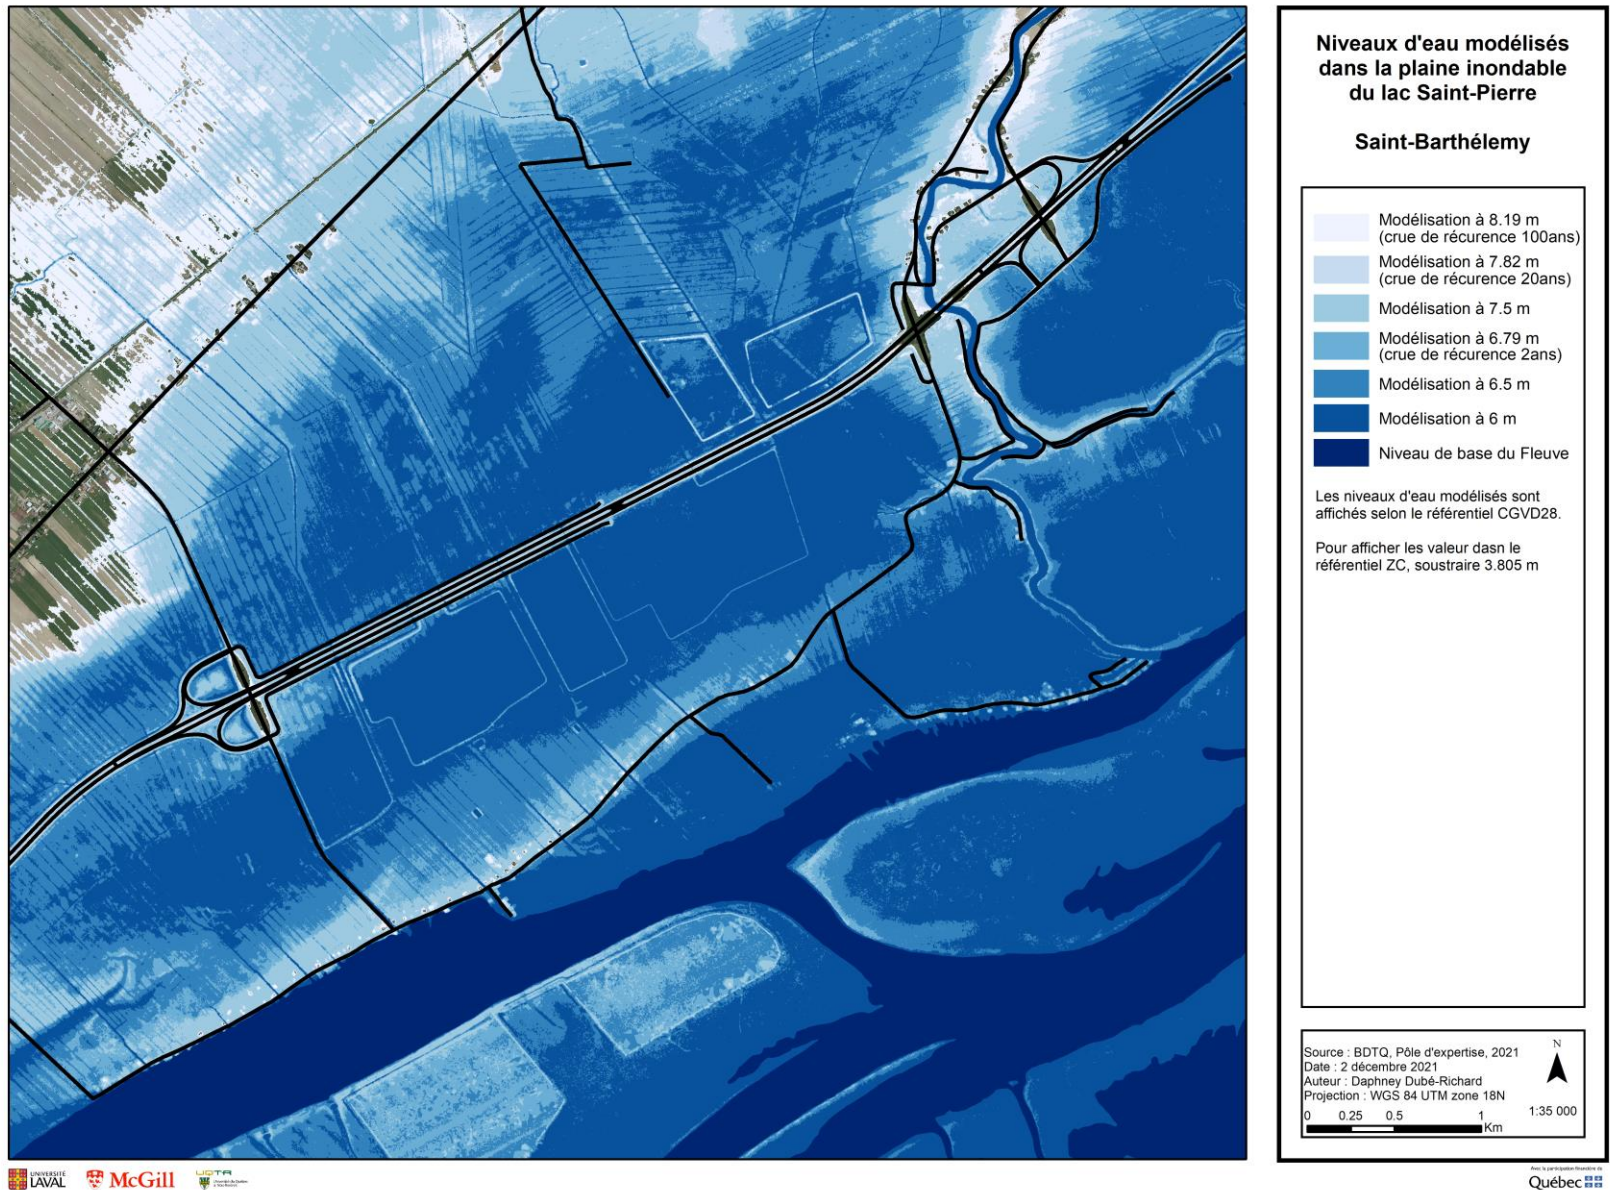 Niveaux d'eau modélisés
dans la plaine inondable
du lac Saint-Pierre
Saint-Barthélemy
Modélisation à 8.19 m
(crue de récurence 100ans)
Modélisation à 7.82 m
(crue de récurence 20ans)
Modélisation à 7.5 m
Modélisation à 6.79 m
(crue de récurence 2ans)
Modélisation à 6.5 m
Modélisation à 6 m
Niveau de base du Fleuve
Les niveaux d'eau modélisés sont
affichés selon le référentiel CGVD28.
Pour afficher les valeur dasn le
référentiel ZC, soustraire 3.805 m
Source : BDTQ, Pôle d'expertise, 2021
Date : 2 décembre 2021
Auteur : Daphney Dubé-Richard
Projection : WGS 84 UTM zone 18N
N
0 0.25 0.5 1
Km
1:35 000
UNIVERSITÉ
LAVAL
McGill
UQTR
Avec la participation financière de
Québec